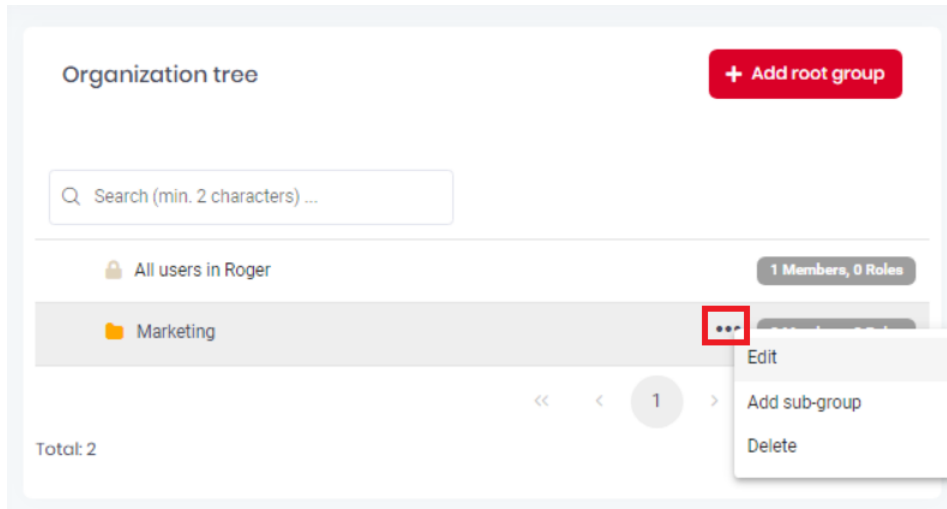 Organization tree
+ Add root group
Search (min. 2 characters) ...
All users in Roger
1 Members, 0 Roles
Marketing
•••
Edit
<< < 1 >
Add sub-group
Total: 2
Delete